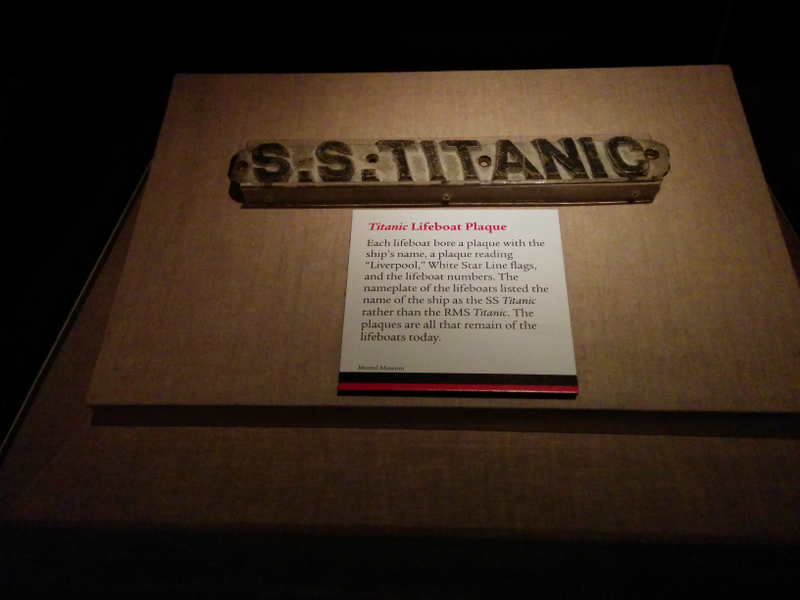 S.S. TITANIC
Titanic Lifeboat Plaque
Each lifeboat bore a plaque with the
ship's name, a plaque reading
"Liverpool," White Star Line flags,
and the lifeboat numbers. The
nameplate of the lifeboats listed the
name of the ship as the SS Titanic
rather than the RMS Titanic. The
plaques are all that remain of the
lifeboats today.
Museum